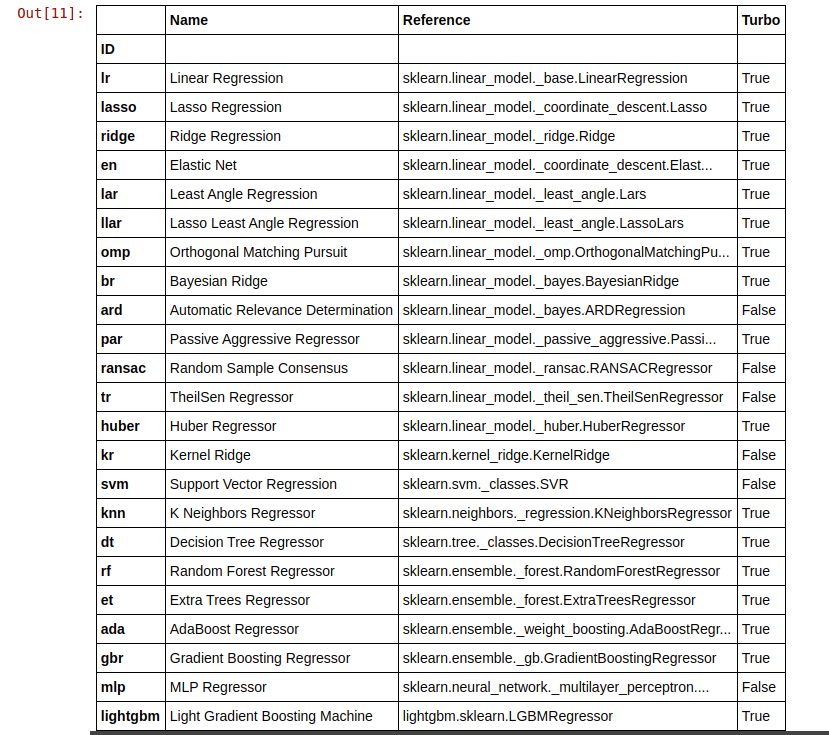 Out[11]:
Name Reference Turbo
ID
lr Linear Regression sklearn.linear_model._base.LinearRegression True
lasso Lasso Regression sklearn.linear_model._coordinate_descent.Lasso True
ridge Ridge Regression sklearn.linear_model._ridge.Ridge True
en Elastic Net sklearn.linear_model._coordinate_descent.Elast... True
lar Least Angle Regression sklearn.linear_model._least_angle.Lars True
llar Lasso Least Angle Regression sklearn.linear_model._least_angle.LassoLars True
omp Orthogonal Matching Pursuit sklearn.linear_model._omp.OrthogonalMatchingPu... True
br Bayesian Ridge sklearn.linear_model._bayes.BayesianRidge True
ard Automatic Relevance Determination sklearn.linear_model._bayes.ARDRegression False
par Passive Aggressive Regressor sklearn.linear_model._passive_aggressive.Passi... True
ransac Random Sample Consensus sklearn.linear_model._ransac.RANSACRegressor False
tr TheilSen Regressor sklearn.linear_model._theil_sen.TheilSenRegressor False
huber Huber Regressor sklearn.linear_model._huber.HuberRegressor True
kr Kernel Ridge sklearn.kernel_ridge.KernelRidge False
svm Support Vector Regression sklearn.svm._classes.SVR False
knn K Neighbors Regressor sklearn.neighbors._regression.KNeighborsRegressor True
dt Decision Tree Regressor sklearn.tree._classes.DecisionTreeRegressor True
rf Random Forest Regressor sklearn.ensemble._forest.RandomForestRegressor True
et Extra Trees Regressor sklearn.ensemble._forest.ExtraTreesRegressor True
ada AdaBoost Regressor sklearn.ensemble._weight_boosting.AdaBoostRegr... True
gbr Gradient Boosting Regressor sklearn.ensemble._gb.GradientBoostingRegressor True
mlp MLP Regressor sklearn.neural_network._multilayer_perceptron.... False
lightgbm Light Gradient Boosting Machine lightgbm.sklearn.LGBMRegressor True